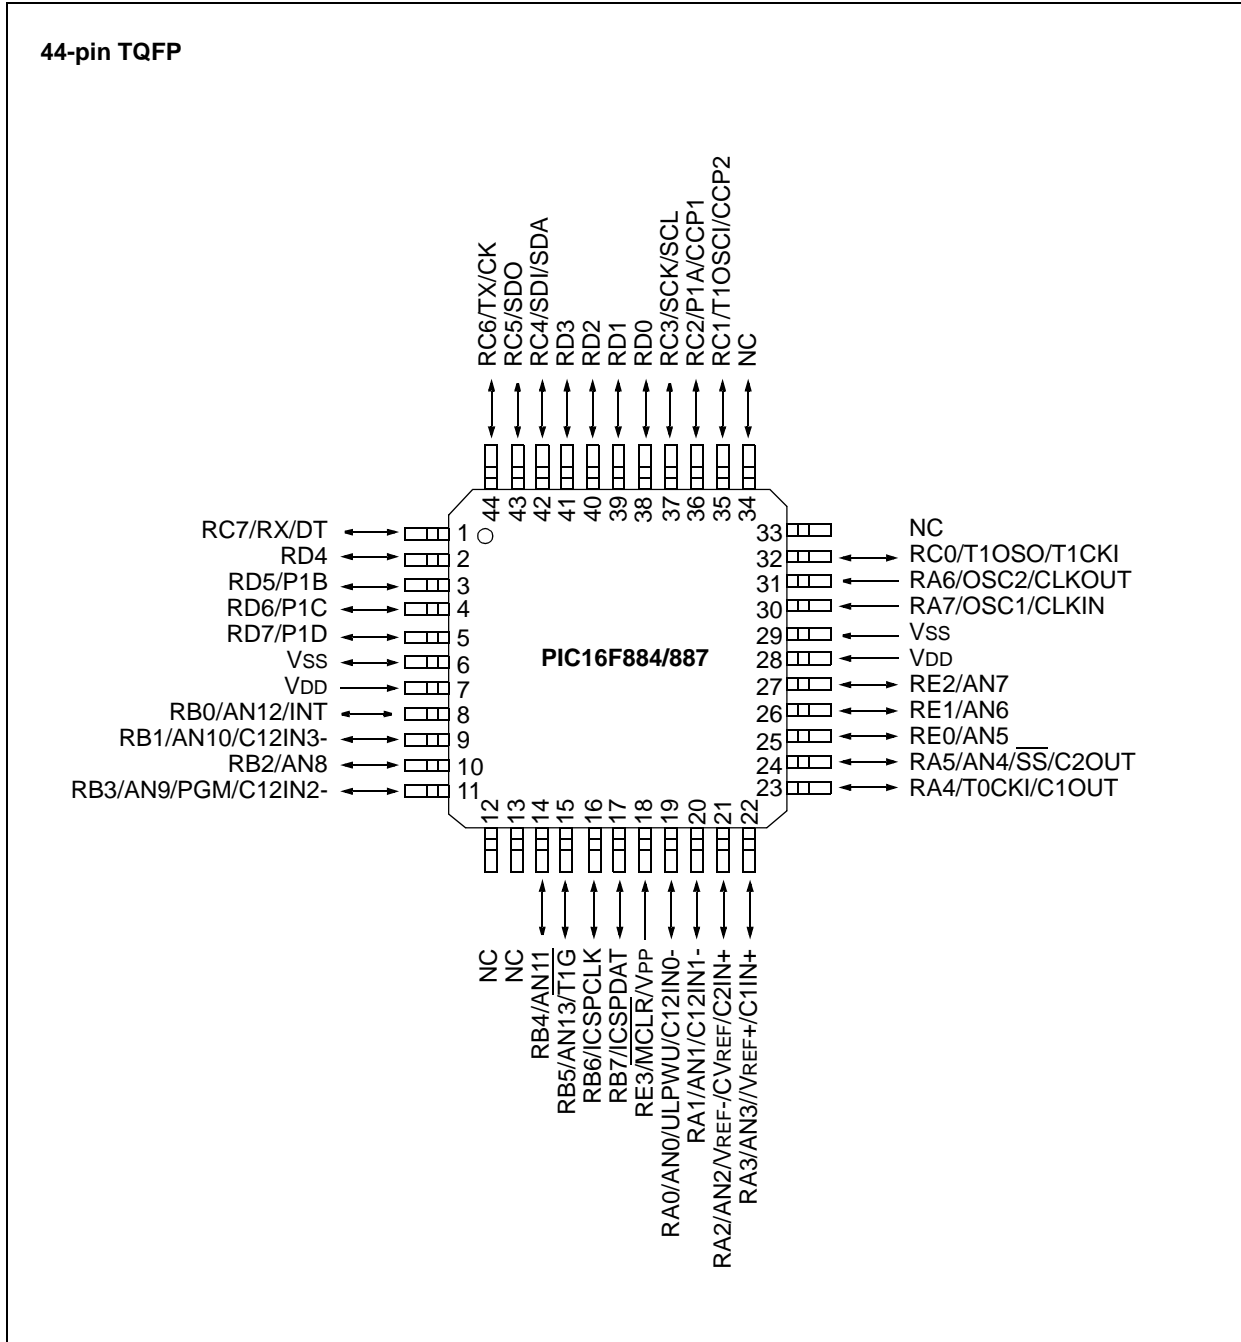 44-pin TQFP
RC6/TX/CK
RC5/SDO
RC4/SDI/SDA
RD3
RD2
RD1
RD0
RC3/SCK/SCL
RC2/P1A/CCP1
RC1/T1OSCI/CCP2
NC
44
43
42
41
40
39
38
37
36
35
34
RC7/RX/DT 1
RD4 2
RD5/P1B 3
RD6/P1C 4
RD7/P1D 5
VSS 6
VDD 7
RB0/AN12/INT 8
RB1/AN10/C12IN3- 9
RB2/AN8 10
RB3/AN9/PGM/C12IN2- 11
PIC16F884/887
33 NC
32 RC0/T1OSO/T1CKI
31 RA6/OSC2/CLKOUT
30 RA7/OSC1/CLKIN
29 VSS
28 VDD
27 RE2/AN7
26 RE1/AN6
25 RE0/AN5
24 RA5/AN4/S̅S̅/C2OUT
23 RA4/T0CKI/C1OUT
12
13
14
15
16
17
18
19
20
21
22
NC
NC
RB4/AN11
RB5/AN13/T̅1̅G̅
RB6/ICSPCLK
RB7/ICSPDAT
RE3/M̅C̅L̅R̅/VPP
RA0/AN0/ULPWU/C12IN0-
RA1/AN1/C12IN1-
RA2/AN2/VREF-/CVREF/C2IN+
RA3/AN3//VREF+/C1IN+